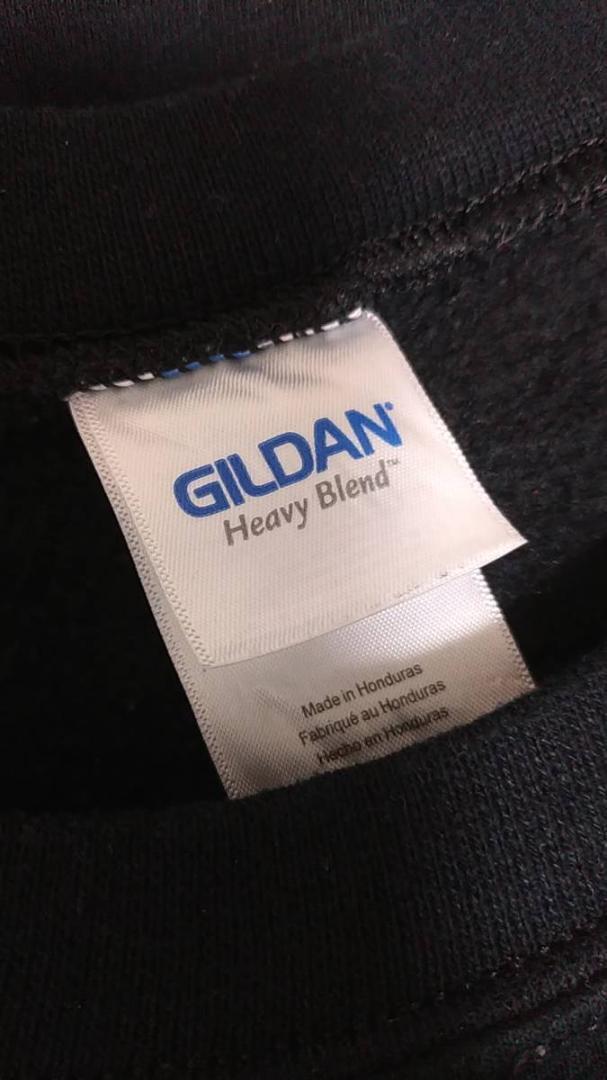 GILDAN®
Heavy Blend™
Made in Honduras
Fabriqué au Honduras
Hecho en Honduras